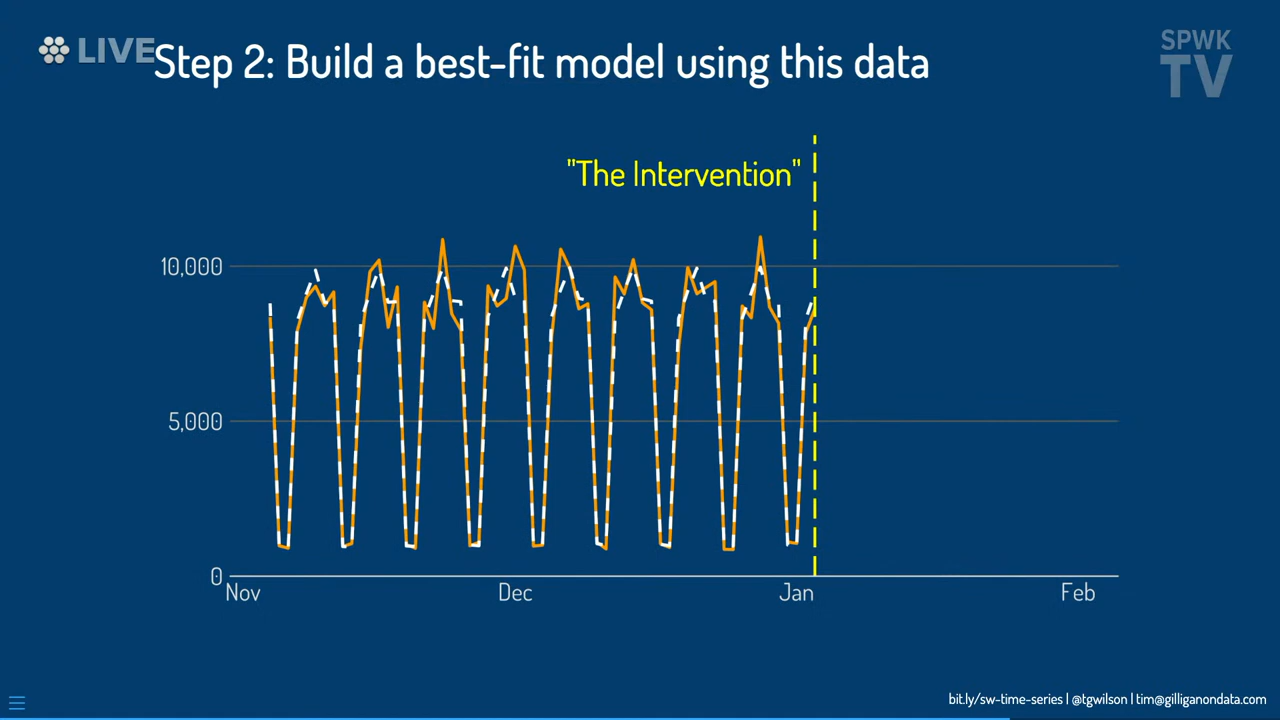 LIVE
Step 2: Build a best-fit model using this data
SPWK
TV
"The Intervention"
10,000
5,000
0
Nov Dec Jan Feb
bit.ly/sw-time-series | @tgwilson | tim@gilliganondata.com